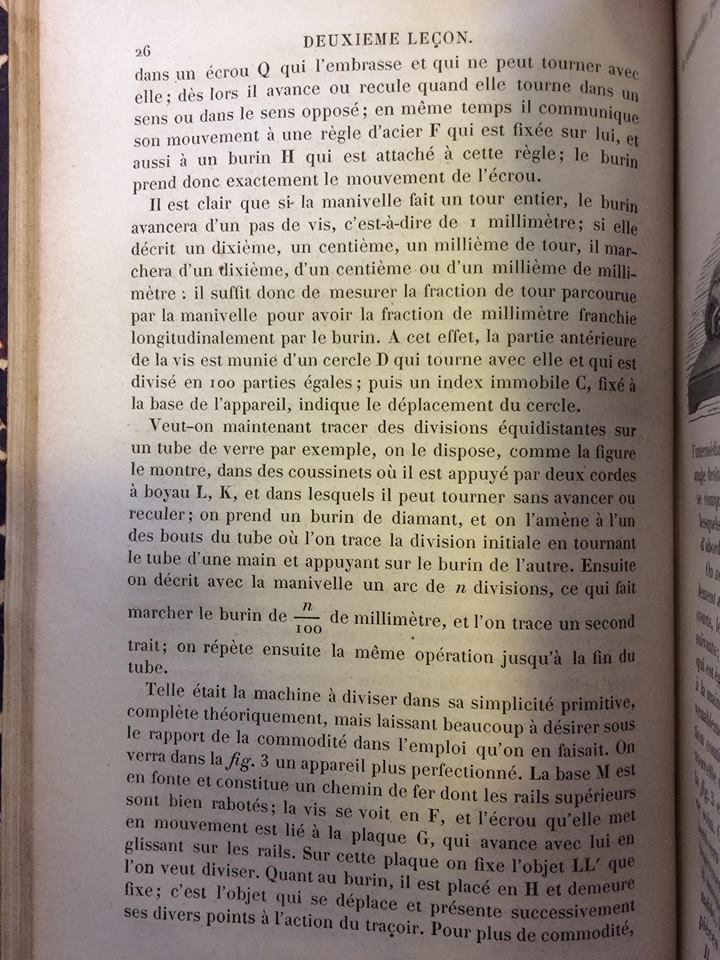 26
DEUXIEME LEÇON.
dans un écrou Q qui l'embrasse et qui ne peut tourner avec
elle; dès lors il avance ou recule quand elle tourne dans un
sens ou dans le sens opposé; en même temps il communique
son mouvement à une règle d'acier F qui est fixée sur lui, et
aussi à un burin H qui est attaché à cette règle; le burin
prend donc exactement le mouvement de l'écrou.
Il est clair que si la manivelle fait un tour entier, le burin
avancera d'un pas de vis, c'est-à-dire de 1 millimètre; si elle
décrit un dixième, un centième, un millième de tour, il mar-
chera d'un dixième, d'un centième ou d'un millième de milli-
mètre : il suffit donc de mesurer la fraction de tour parcourue
par la manivelle pour avoir la fraction de millimètre franchie
longitudinalement par le burin. A cet effet, la partie antérieure
de la vis est munie d'un cercle D qui tourne avec elle et qui est
divisé en 100 parties égales; puis un index immobile C, fixé à
la base de l'appareil, indique le déplacement du cercle.
Veut-on maintenant tracer des divisions équidistantes sur
un tube de verre par exemple, on le dispose, comme la figure
le montre, dans des coussinets où il est appuyé par deux cordes
à boyau L, K, et dans lesquels il peut tourner sans avancer ou
reculer; on prend un burin de diamant, et on l'amène à l'un
des bouts du tube où l'on trace la division initiale en tournant
le tube d'une main et appuyant sur le burin de l'autre. Ensuite
on décrit avec la manivelle un arc de n divisions, ce qui fait
marcher le burin de n/100 de millimètre, et l'on trace un second
trait; on répète ensuite la même opération jusqu'à la fin du
tube.
Telle était la machine à diviser dans sa simplicité primitive,
complète théoriquement, mais laissant beaucoup à désirer sous
le rapport de la commodité dans l'emploi qu'on en faisait. On
verra dans la fig. 3 un appareil plus perfectionné. La base M est
en fonte et constitue un chemin de fer dont les rails supérieurs
sont bien rabotés; la vis se voit en F, et l'écrou qu'elle met
en mouvement est lié à la plaque G, qui avance avec lui en
glissant sur les rails. Sur cette plaque on fixe l'objet LL' que
l'on veut diviser. Quant au burin, il est placé en H et demeure
fixe; c'est l'objet qui se déplace et présente successivement
ses divers points à l'action du traçoir. Pour plus de commodité,